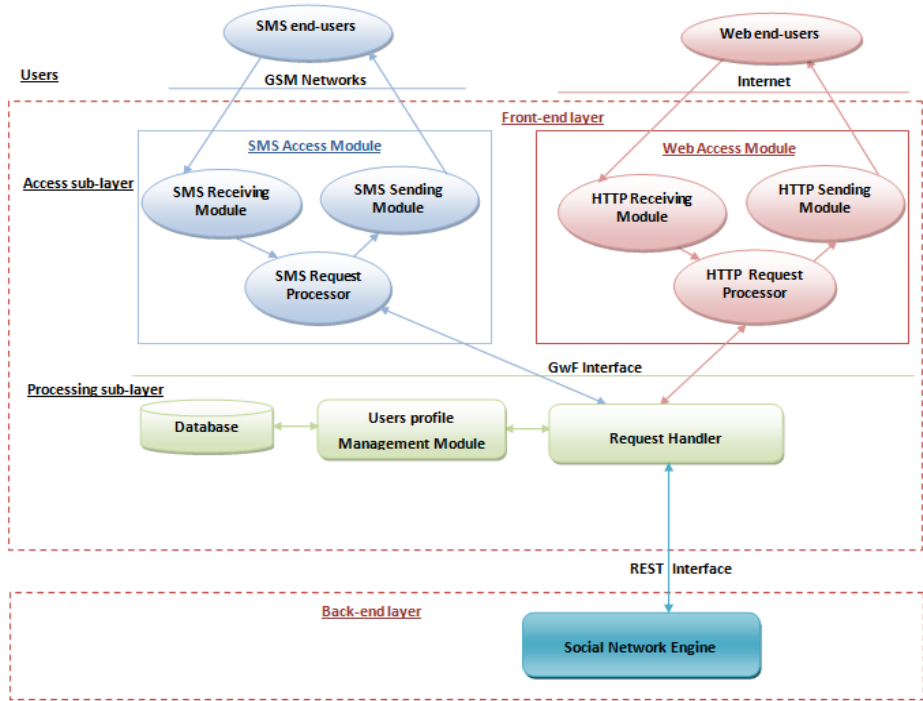 SMS end-users
Web end-users
Users
GSM Networks
Internet
Front-end layer
SMS Access Module
Web Access Module
Access sub-layer
SMS Receiving
Module
SMS Sending
Module
HTTP Receiving
Module
HTTP Sending
Module
SMS Request
Processor
HTTP Request
Processor
GwF Interface
Processing sub-layer
Database
Users profile
Management Module
Request Handler
REST Interface
Back-end layer
Social Network Engine